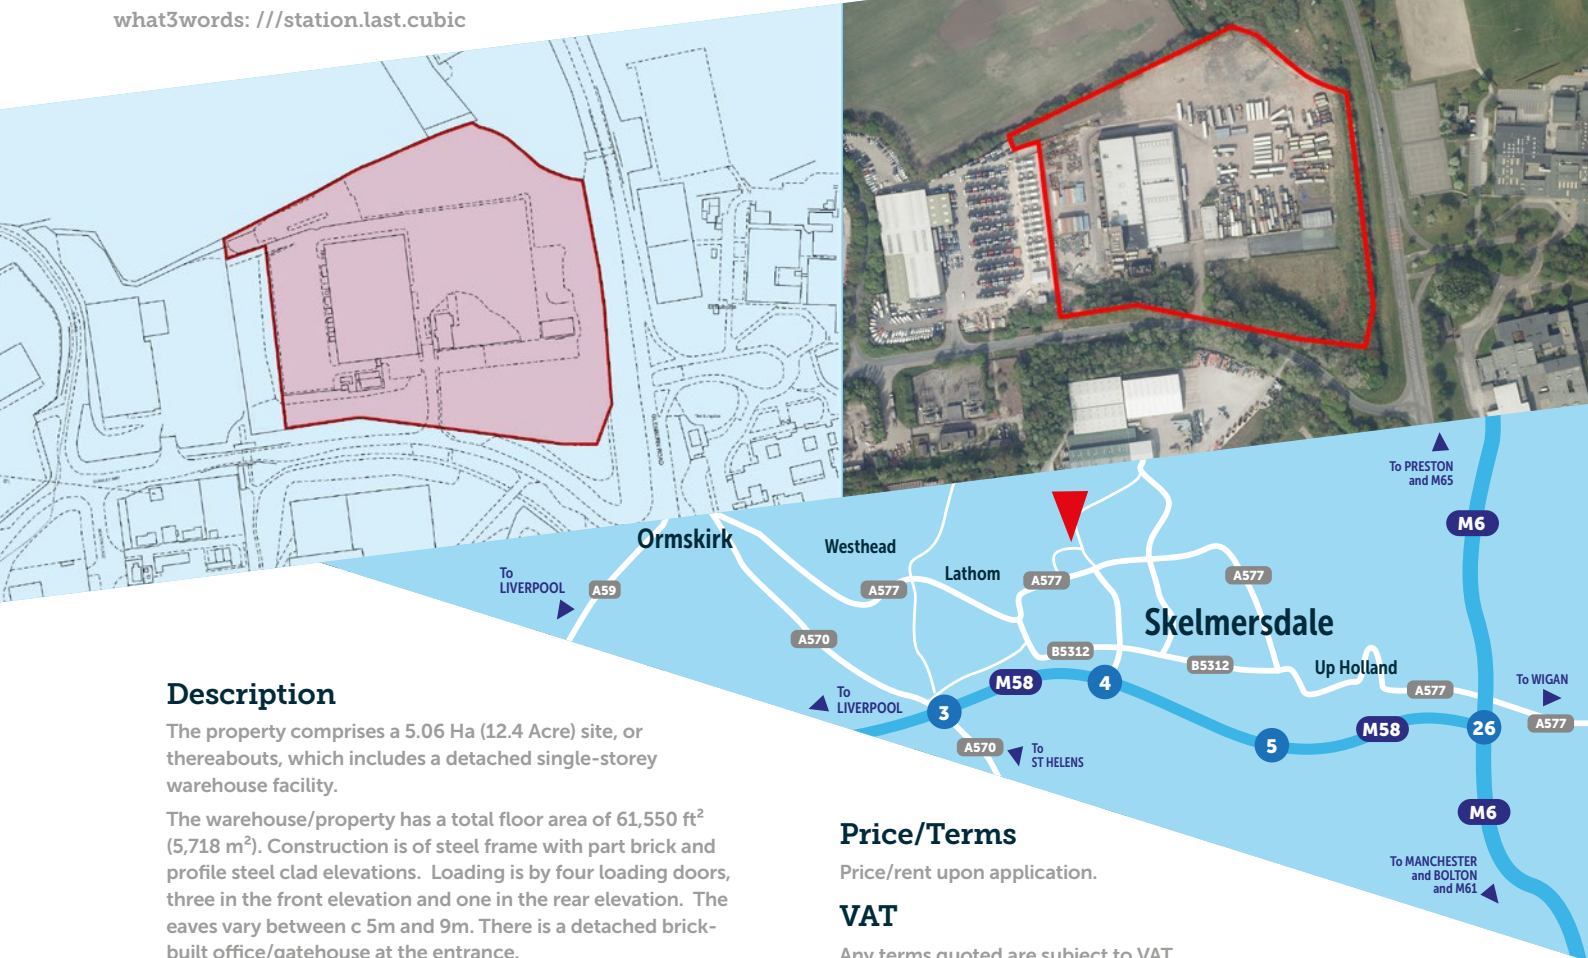 what3words: ///station.last.cubic
To PRESTON
and M65
M6
Ormskirk
Westhead
Lathom
To
LIVERPOOL
A59
A577
A577
A577
A570
Skelmersdale
B5312
B5312
Up Holland
M58
4
3
To
LIVERPOOL
A570
To
ST HELENS
5
M58
26
A577
To WIGAN
A577
M6
To MANCHESTER
and BOLTON
and M61
Description
The property comprises a 5.06 Ha (12.4 Acre) site, or
thereabouts, which includes a detached single-storey
warehouse facility.
The warehouse/property has a total floor area of 61,550 ft²
(5,718 m²). Construction is of steel frame with part brick and
profile steel clad elevations. Loading is by four loading doors,
three in the front elevation and one in the rear elevation. The
eaves vary between c 5m and 9m. There is a detached brick-
built office/gatehouse at the entrance.
Price/Terms
Price/rent upon application.
VAT
Any terms quoted are subject to VAT